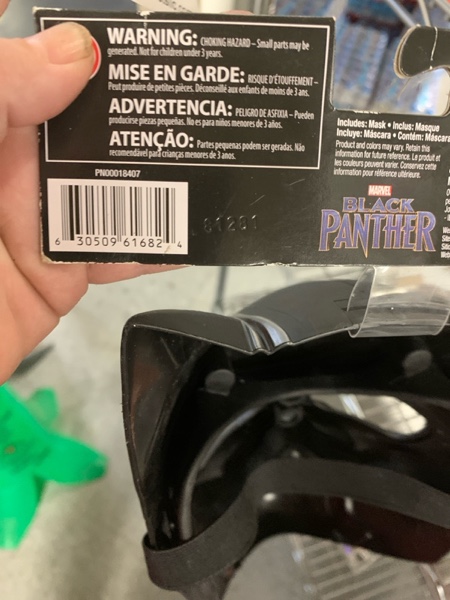 WARNING: CHOKING HAZARD – Small parts may be
generated. Not for children under 3 years.
MISE EN GARDE: RISQUE D'ÉTOUFFEMENT –
Peut produire de petites pièces. Déconseillé aux enfants de moins de 3 ans.
ADVERTENCIA: PELIGRO DE ASFIXIA – Pueden
producirse piezas pequeñas. No es para niños menores de 3 años.
ATENÇÃO: Partes pequenas podem ser geradas. Não
recomendável para crianças menores de 3 anos.
PN00018407
6 30509 61682 4
81281
Includes: Mask • Inclus: Masque
Incluye: Máscara • Contém: Máscara
Product and colors may vary. Retain this
information for future reference. Le produit et
les couleurs peuvent varier. Conservez cette
information pour référence ultérieure.
MARVEL
BLACK
PANTHER